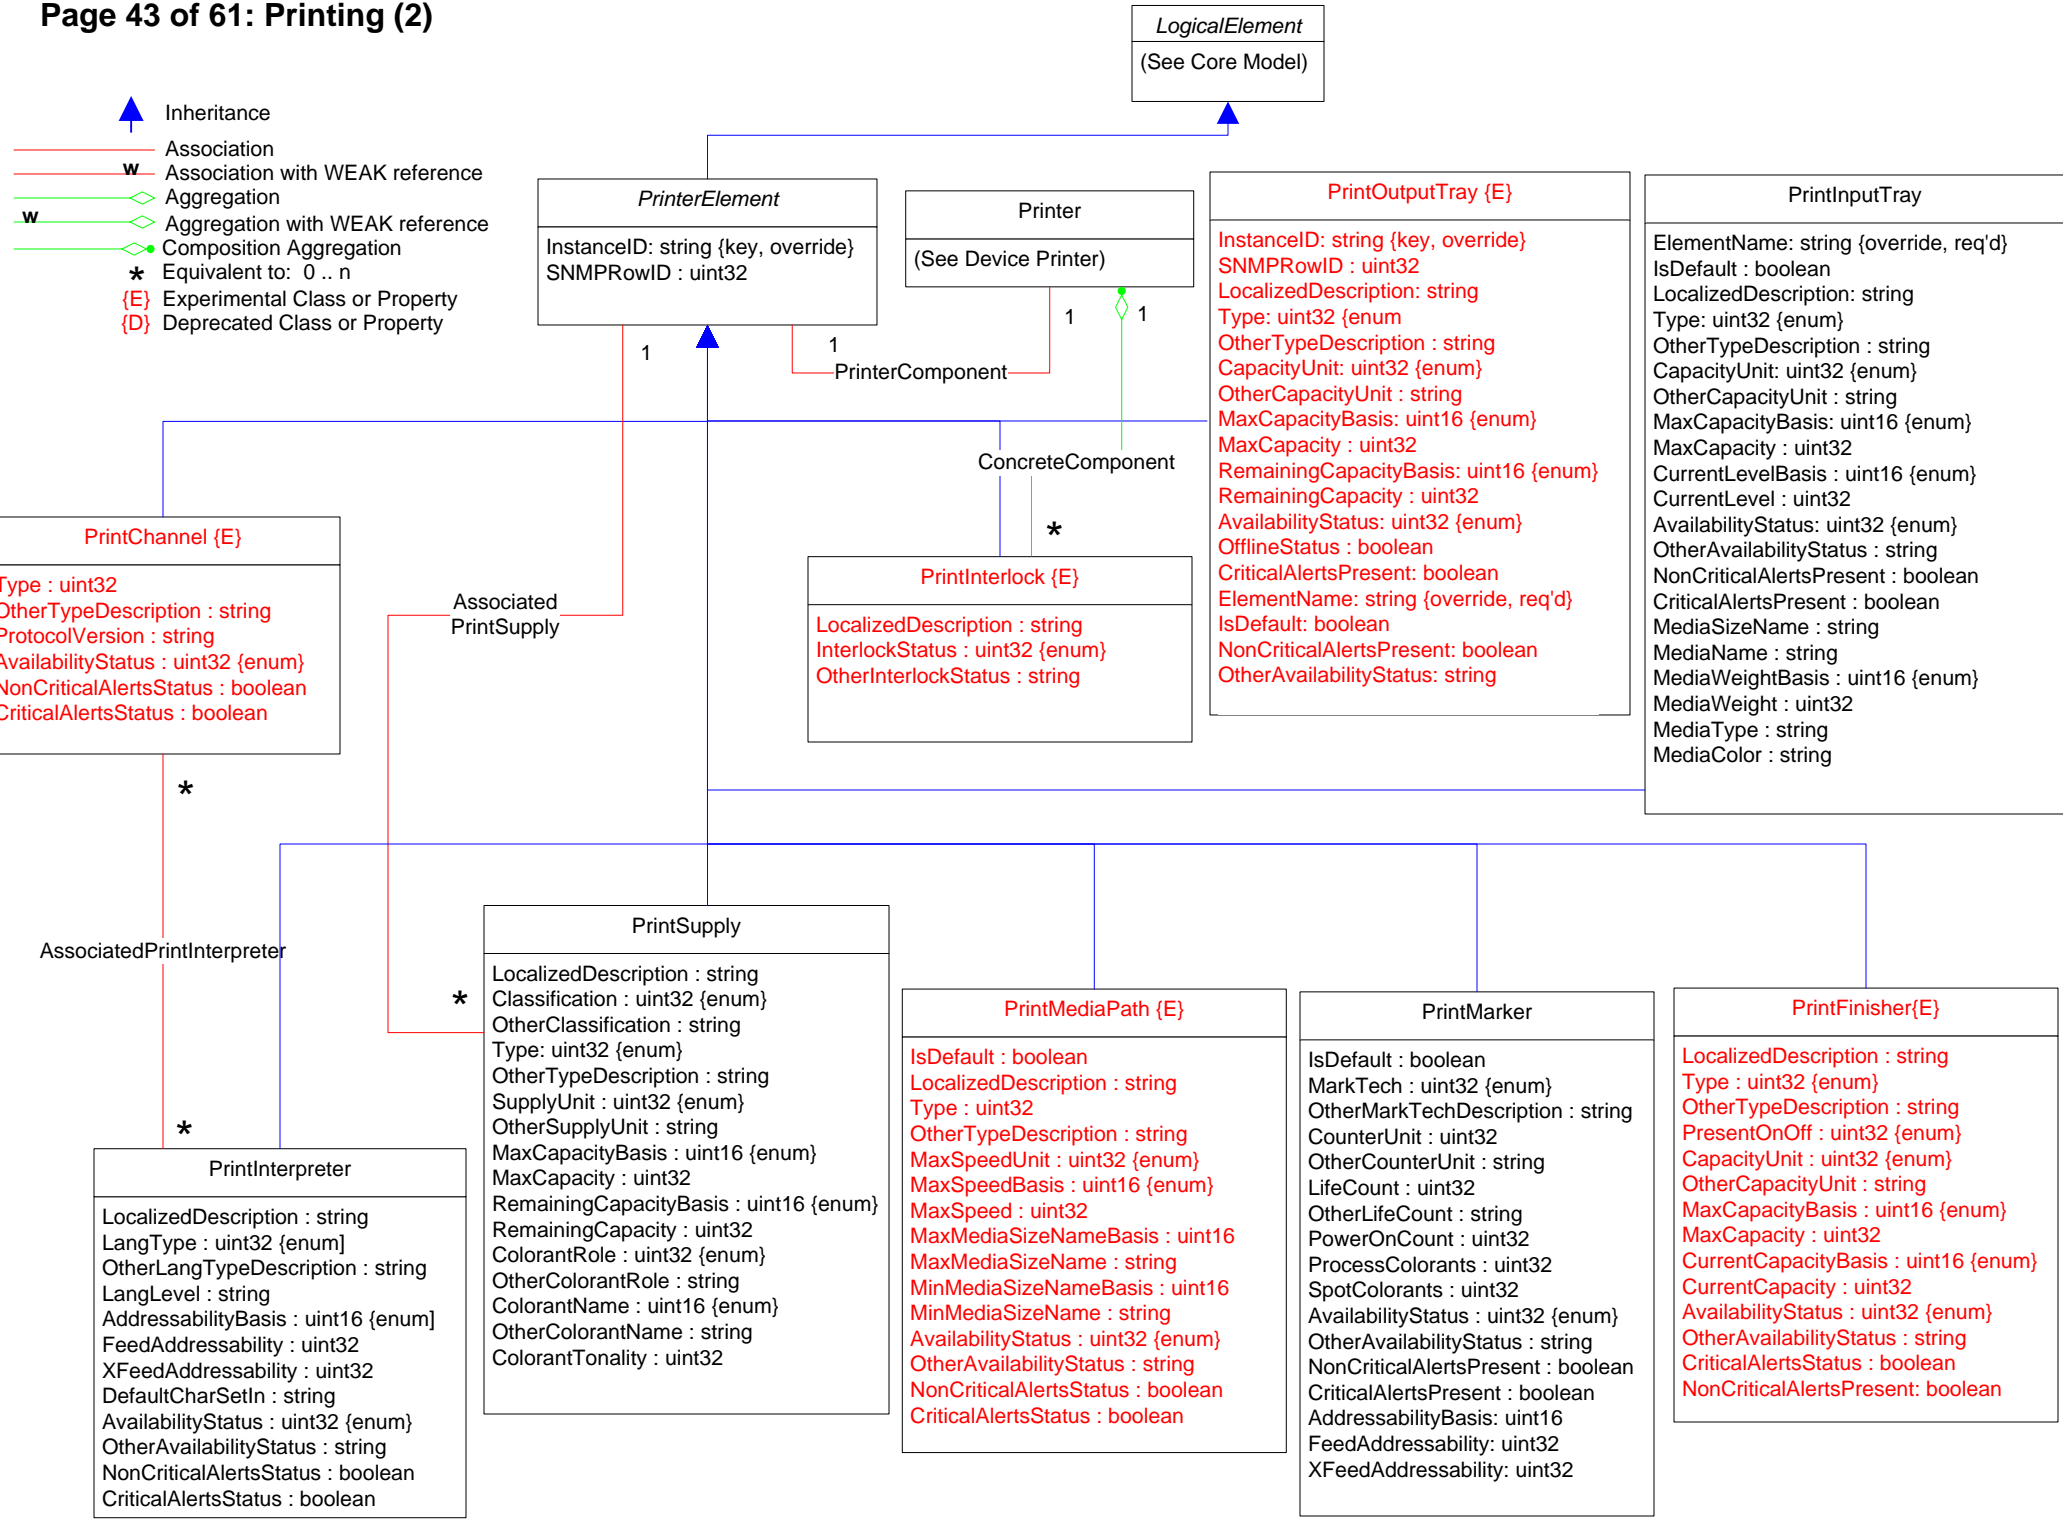 Page 43 of 61: Printing (2)
LogicalElement
(See Core Model)
Inheritance
Association
w Association with WEAK reference
Aggregation
w Aggregation with WEAK reference
Composition Aggregation
* Equivalent to: 0 .. n
{E} Experimental Class or Property
{D} Deprecated Class or Property
PrinterElement
InstanceID: string {key, override}
SNMPRowID : uint32
Printer
(See Device Printer)
1
1
PrinterComponent
1
1
ConcreteComponent
*
PrintOutputTray {E}
InstanceID: string {key, override}
SNMPRowID : uint32
LocalizedDescription: string
Type: uint32 {enum
OtherTypeDescription : string
CapacityUnit: uint32 {enum}
OtherCapacityUnit : string
MaxCapacityBasis: uint16 {enum}
MaxCapacity : uint32
RemainingCapacityBasis: uint16 {enum}
RemainingCapacity : uint32
AvailabilityStatus: uint32 {enum}
OfflineStatus : boolean
CriticalAlertsPresent: boolean
ElementName: string {override, req'd}
IsDefault: boolean
NonCriticalAlertsPresent: boolean
OtherAvailabilityStatus: string
PrintInputTray
ElementName: string {override, req'd}
IsDefault : boolean
LocalizedDescription: string
Type: uint32 {enum}
OtherTypeDescription : string
CapacityUnit: uint32 {enum}
OtherCapacityUnit : string
MaxCapacityBasis: uint16 {enum}
MaxCapacity : uint32
CurrentLevelBasis : uint16 {enum}
CurrentLevel : uint32
AvailabilityStatus: uint32 {enum}
OtherAvailabilityStatus : string
NonCriticalAlertsPresent : boolean
CriticalAlertsPresent : boolean
MediaSizeName : string
MediaName : string
MediaWeightBasis : uint16 {enum}
MediaWeight : uint32
MediaType : string
MediaColor : string
PrintChannel {E}
Type : uint32
OtherTypeDescription : string
ProtocolVersion : string
AvailabilityStatus : uint32 {enum}
NonCriticalAlertsStatus : boolean
CriticalAlertsStatus : boolean
*
Associated
PrintSupply
PrintInterlock {E}
LocalizedDescription : string
InterlockStatus : uint32 {enum}
OtherInterlockStatus : string
AssociatedPrintInterpreter
*
*
PrintInterpreter
LocalizedDescription : string
LangType : uint32 {enum]
OtherLangTypeDescription : string
LangLevel : string
AddressabilityBasis : uint16 {enum]
FeedAddressability : uint32
XFeedAddressability : uint32
DefaultCharSetIn : string
AvailabilityStatus : uint32 {enum}
OtherAvailabilityStatus : string
NonCriticalAlertsStatus : boolean
CriticalAlertsStatus : boolean
PrintSupply
LocalizedDescription : string
Classification : uint32 {enum}
OtherClassification : string
Type: uint32 {enum}
OtherTypeDescription : string
SupplyUnit : uint32 {enum}
OtherSupplyUnit : string
MaxCapacityBasis : uint16 {enum}
MaxCapacity : uint32
RemainingCapacityBasis : uint16 {enum}
RemainingCapacity : uint32
ColorantRole : uint32 {enum}
OtherColorantRole : string
ColorantName : uint16 {enum}
OtherColorantName : string
ColorantTonality : uint32
PrintMediaPath {E}
IsDefault : boolean
LocalizedDescription : string
Type : uint32
OtherTypeDescription : string
MaxSpeedUnit : uint32 {enum}
MaxSpeedBasis : uint16 {enum}
MaxSpeed : uint32
MaxMediaSizeNameBasis : uint16
MaxMediaSizeName : string
MinMediaSizeNameBasis : uint16
MinMediaSizeName : string
AvailabilityStatus : uint32 {enum}
OtherAvailabilityStatus : string
NonCriticalAlertsStatus : boolean
CriticalAlertsStatus : boolean
PrintMarker
IsDefault : boolean
MarkTech : uint32 {enum}
OtherMarkTechDescription : string
CounterUnit : uint32
OtherCounterUnit : string
LifeCount : uint32
OtherLifeCount : string
PowerOnCount : uint32
ProcessColorants : uint32
SpotColorants : uint32
AvailabilityStatus : uint32 {enum}
OtherAvailabilityStatus : string
NonCriticalAlertsPresent : boolean
CriticalAlertsPresent : boolean
AddressabilityBasis: uint16
FeedAddressability: uint32
XFeedAddressability: uint32
PrintFinisher{E}
LocalizedDescription : string
Type : uint32 {enum}
OtherTypeDescription : string
PresentOnOff : uint32 {enum}
CapacityUnit : uint32 {enum}
OtherCapacityUnit : string
MaxCapacityBasis : uint16 {enum}
MaxCapacity : uint32
CurrentCapacityBasis : uint16 {enum}
CurrentCapacity : uint32
AvailabilityStatus : uint32 {enum}
OtherAvailabilityStatus : string
CriticalAlertsStatus : boolean
NonCriticalAlertsPresent: boolean